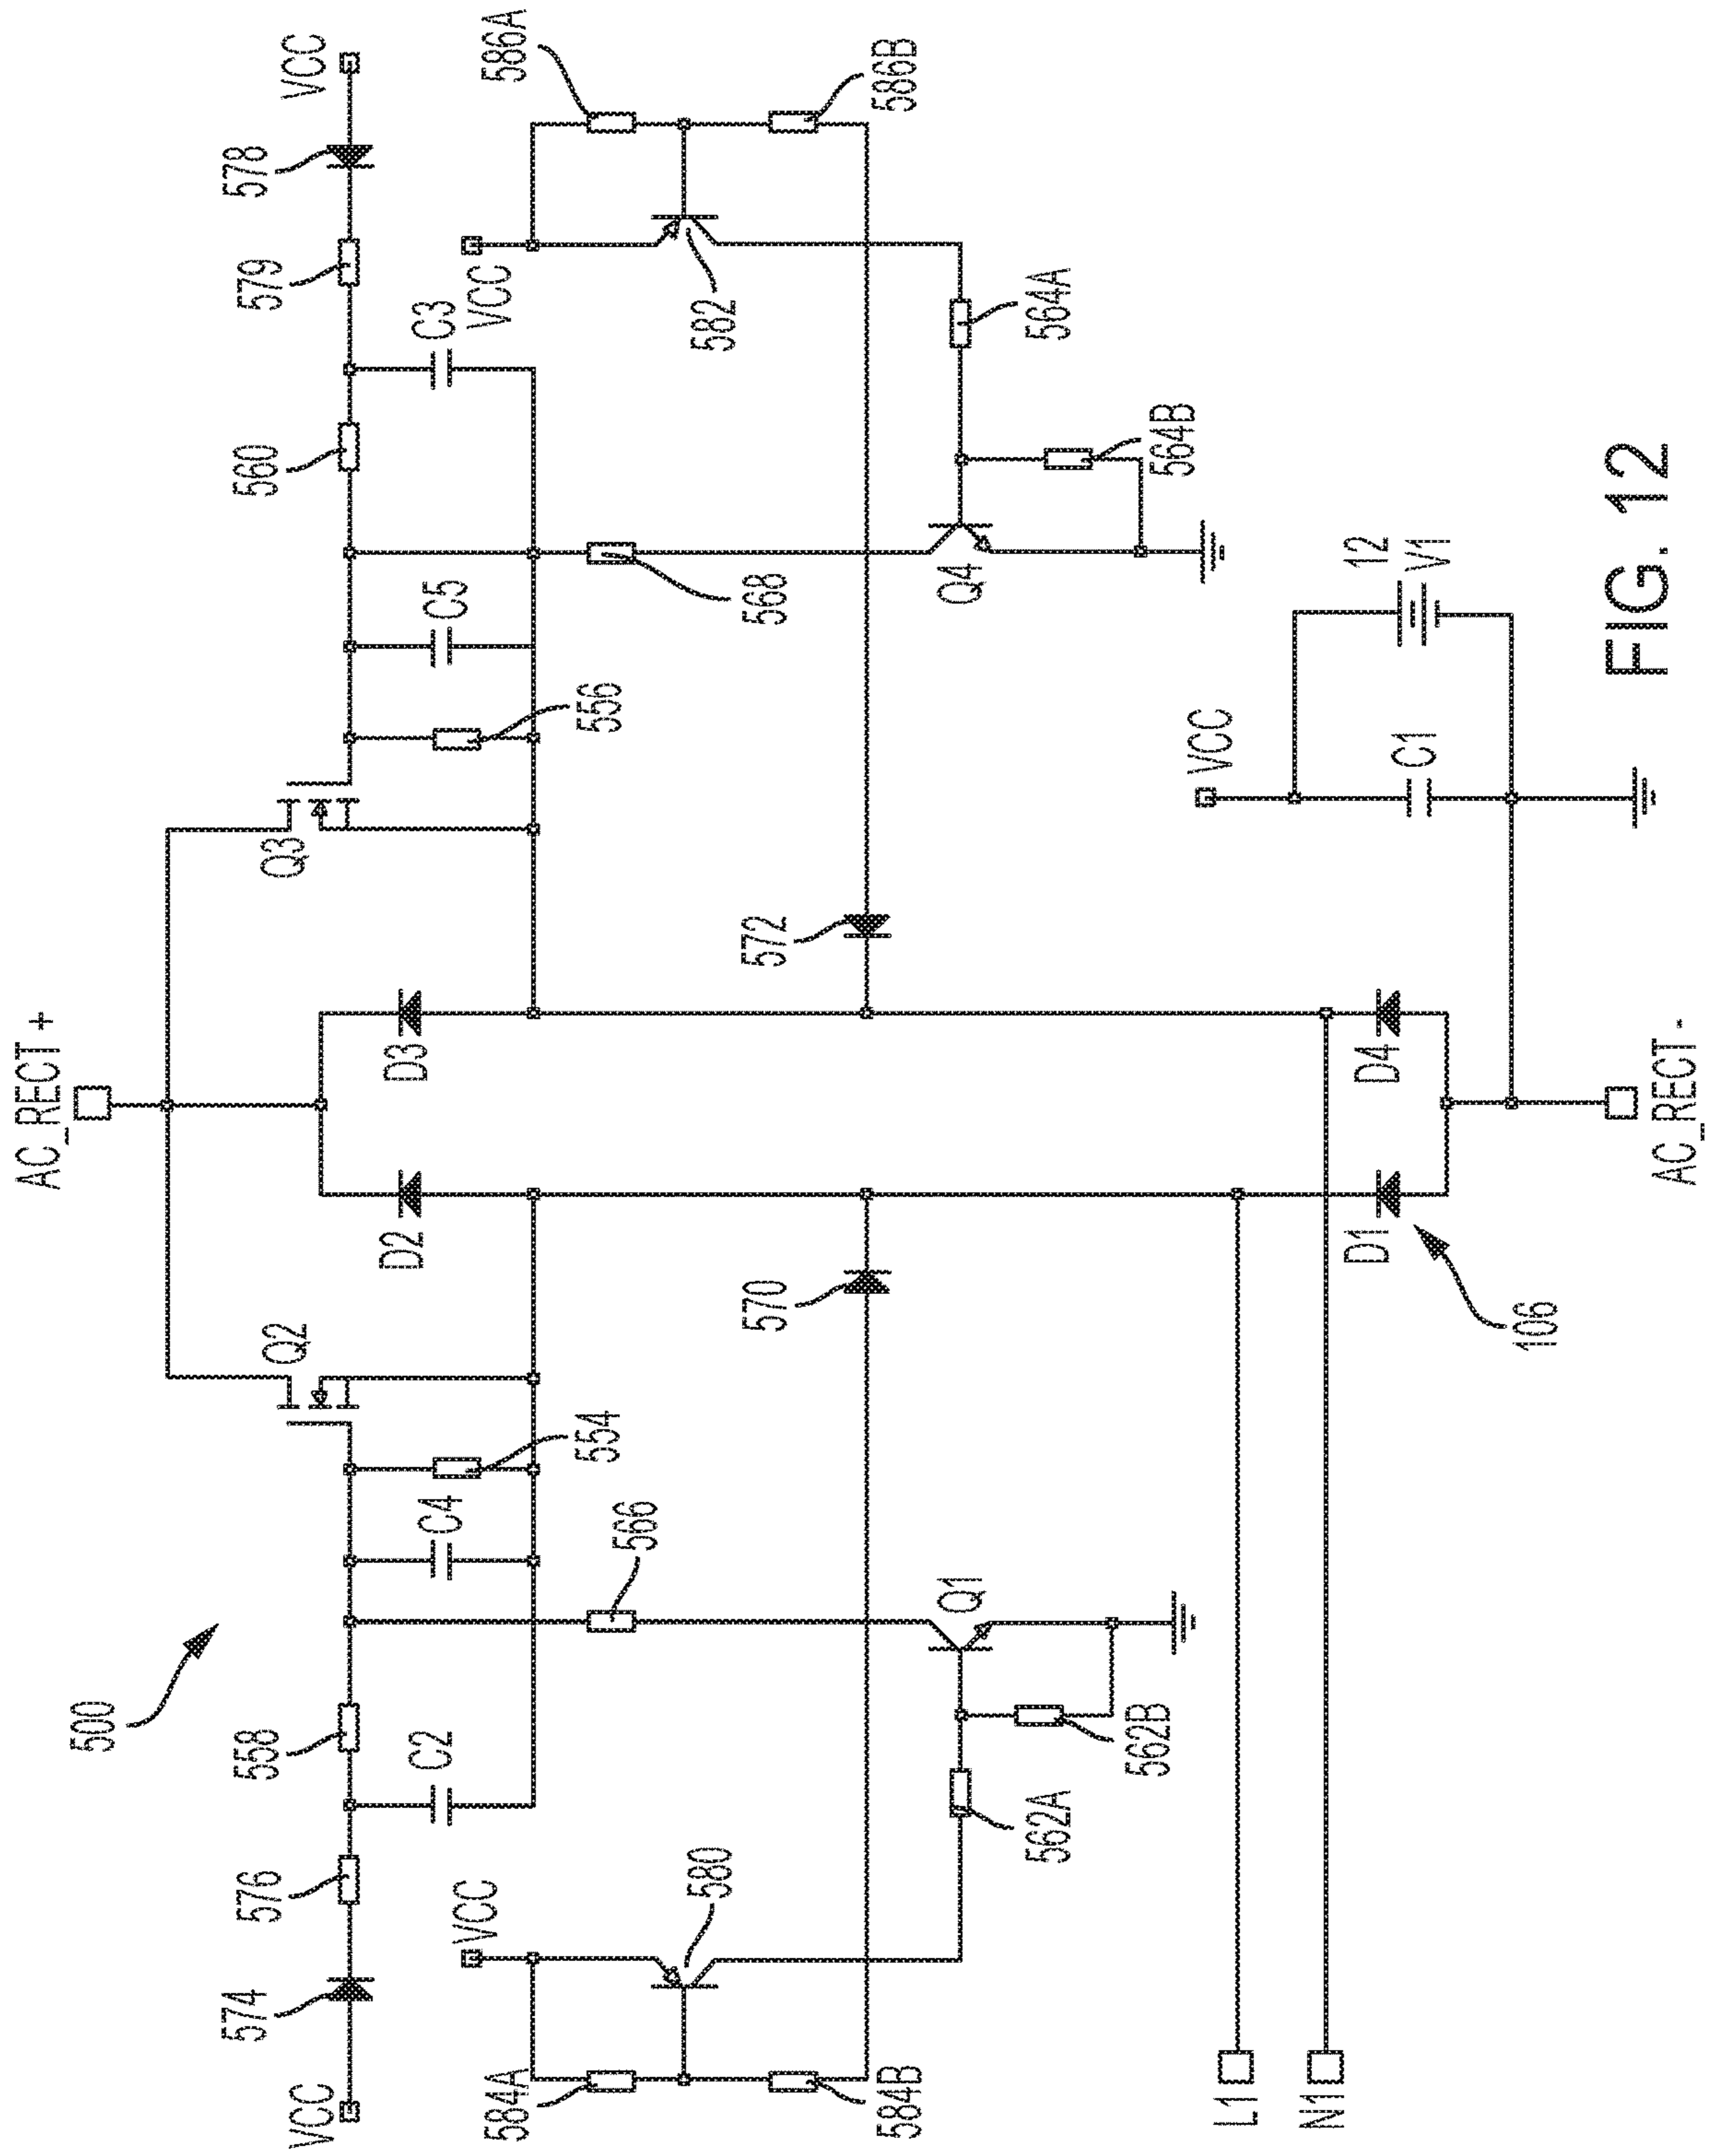 AC_RECT +
586A
VCC
578
586B
579
C3
VCC
582
560
564A
564B
C5
568
Q4
12
V1
556
VCC
C1
Q3
572
D3
D4
AC_RECT -
D2
D1
570
106
Q2
554
C4
566
Q1
500
558
C2
562B
562A
576
580
VCC
574
VCC
584A
584B
L1
N1
FIG. 12